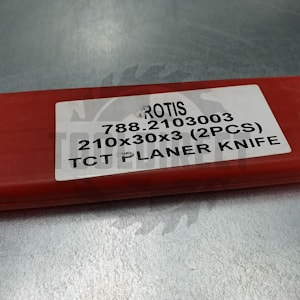 ROTIS
788.2103003
210x30x3 (2PCS)
TCT PLANER KNIFE